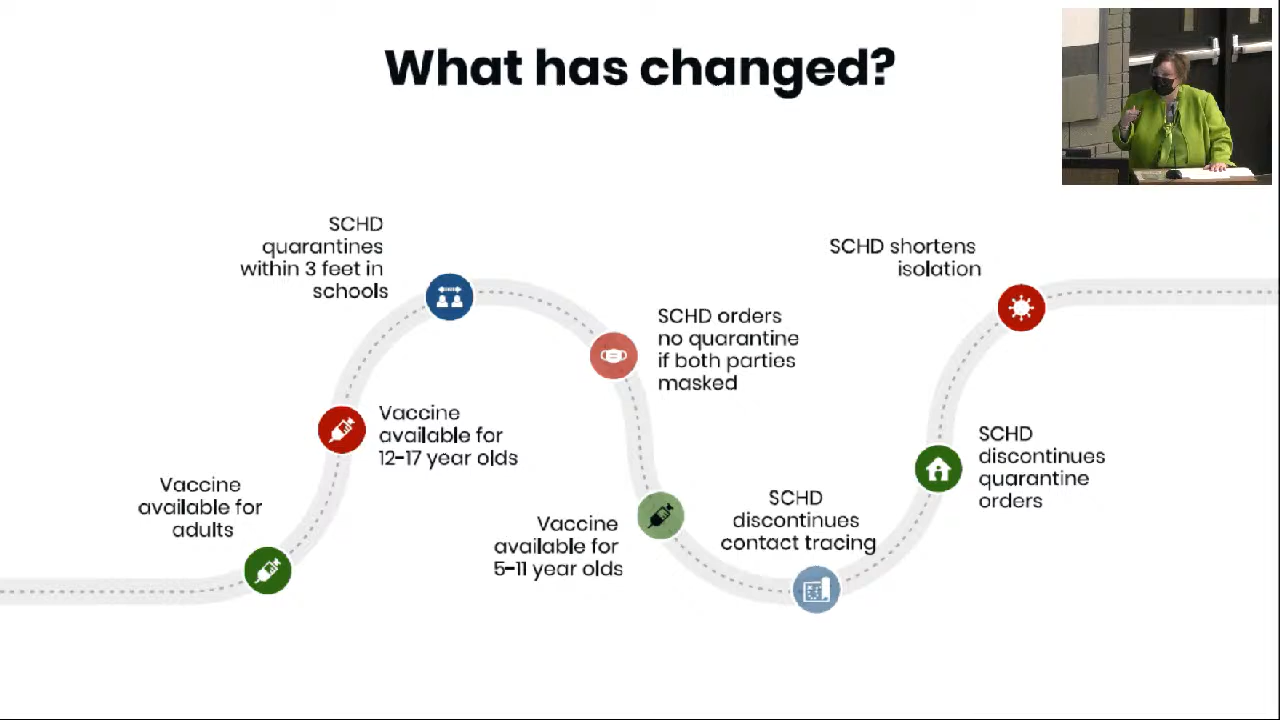 What has changed?
Vaccine
available for
adults
Vaccine
available for
12-17 year olds
SCHD
quarantines
within 3 feet in
schools
SCHD orders
no quarantine
if both parties
masked
Vaccine
available for
5-11 year olds
SCHD
discontinues
contact tracing
SCHD
discontinues
quarantine
orders
SCHD shortens
isolation